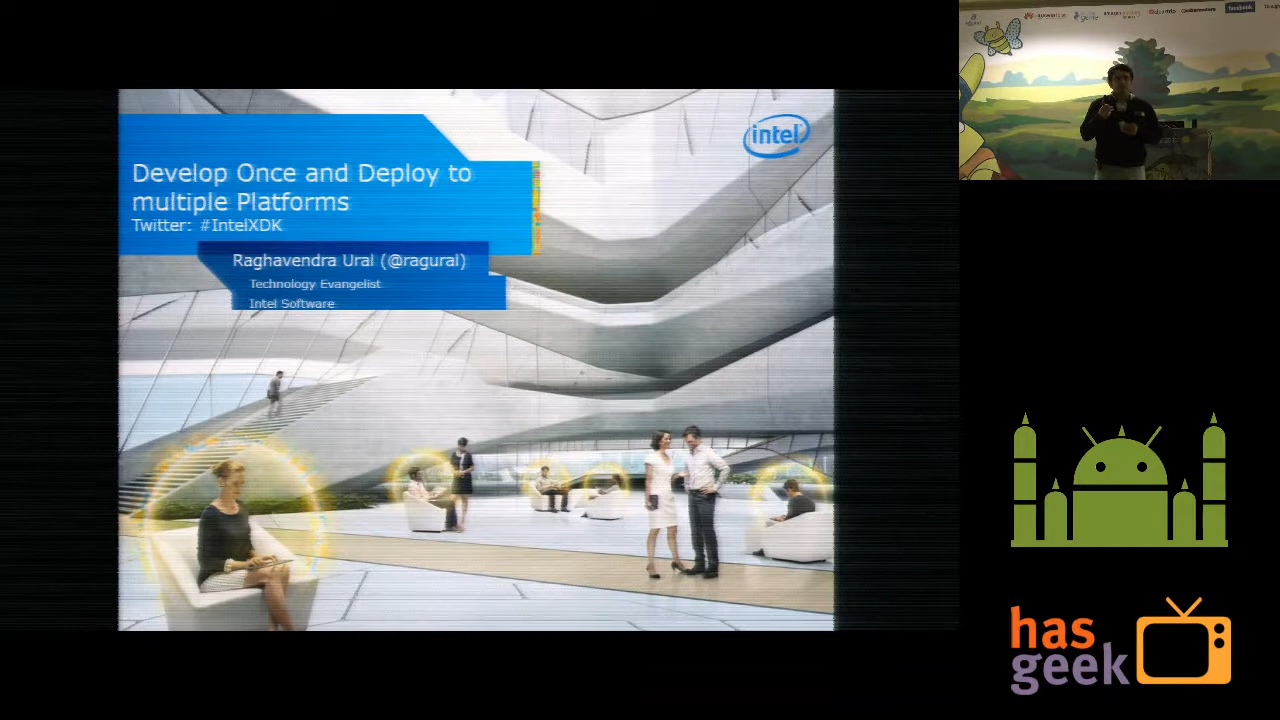 Develop Once and Deploy to
multiple Platforms
Twitter: #IntelXDK
Raghavendra Ural (@ragural)
Technology Evangelist
Intel Software
intel
facebook
has
geek